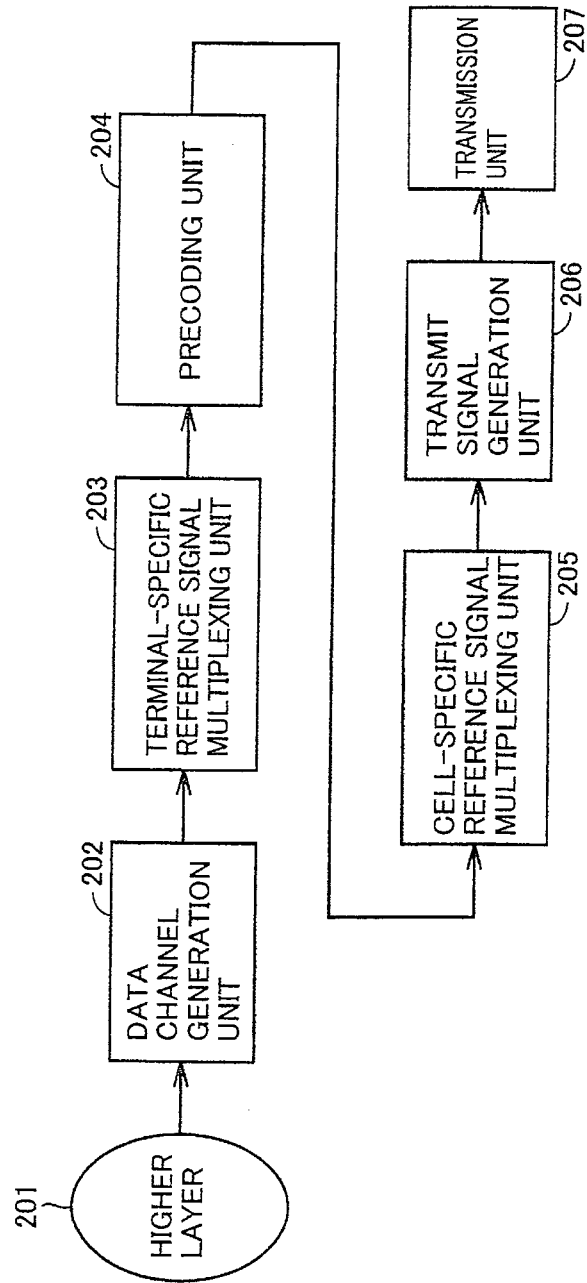 201
HIGHER
LAYER
202
DATA
CHANNEL
GENERATION
UNIT
203
TERMINAL-SPECIFIC
REFERENCE SIGNAL
MULTIPLEXING UNIT
204
PRECODING UNIT
CELL-SPECIFIC
REFERENCE SIGNAL
MULTIPLEXING UNIT
205
TRANSMIT
SIGNAL
GENERATION
UNIT
206
TRANSMISSION
UNIT
207